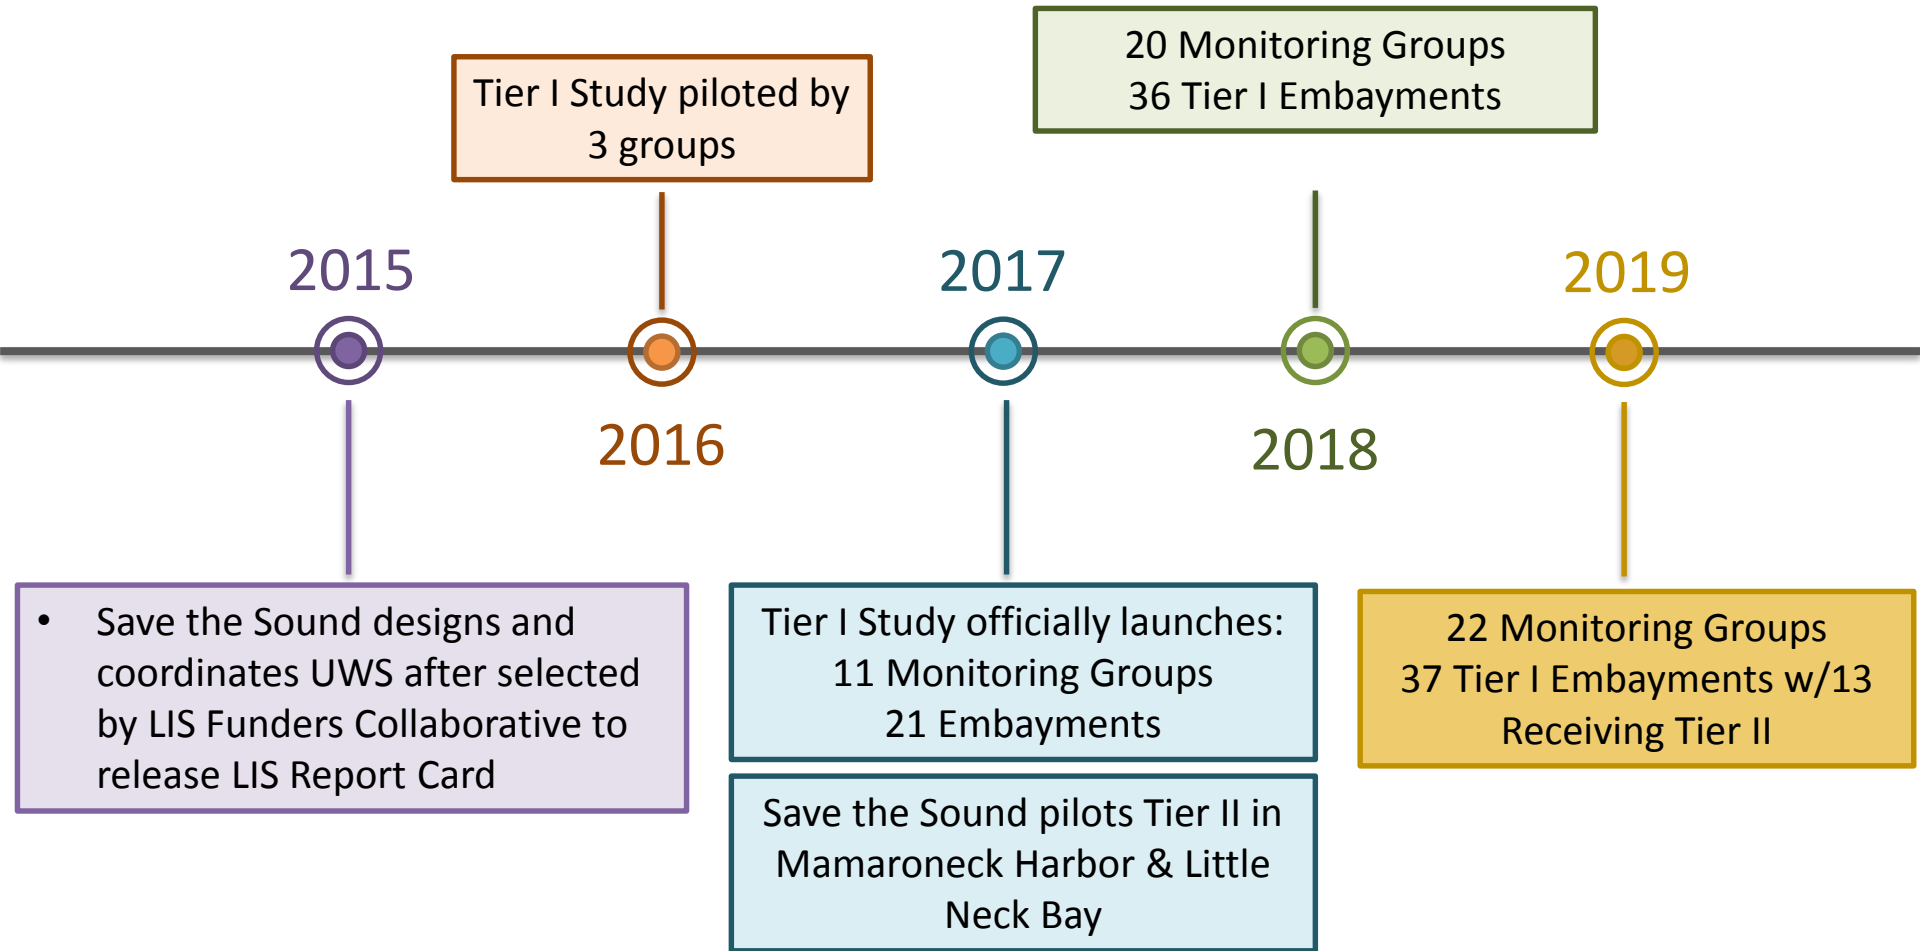 20 Monitoring Groups
36 Tier I Embayments
Tier I Study piloted by
3 groups
2015
2017
2019
2016
2018
• Save the Sound designs and
coordinates UWS after selected
by LIS Funders Collaborative to
release LIS Report Card
Tier I Study officially launches:
11 Monitoring Groups
21 Embayments
Save the Sound pilots Tier II in
Mamaroneck Harbor & Little
Neck Bay
22 Monitoring Groups
37 Tier I Embayments w/13
Receiving Tier II